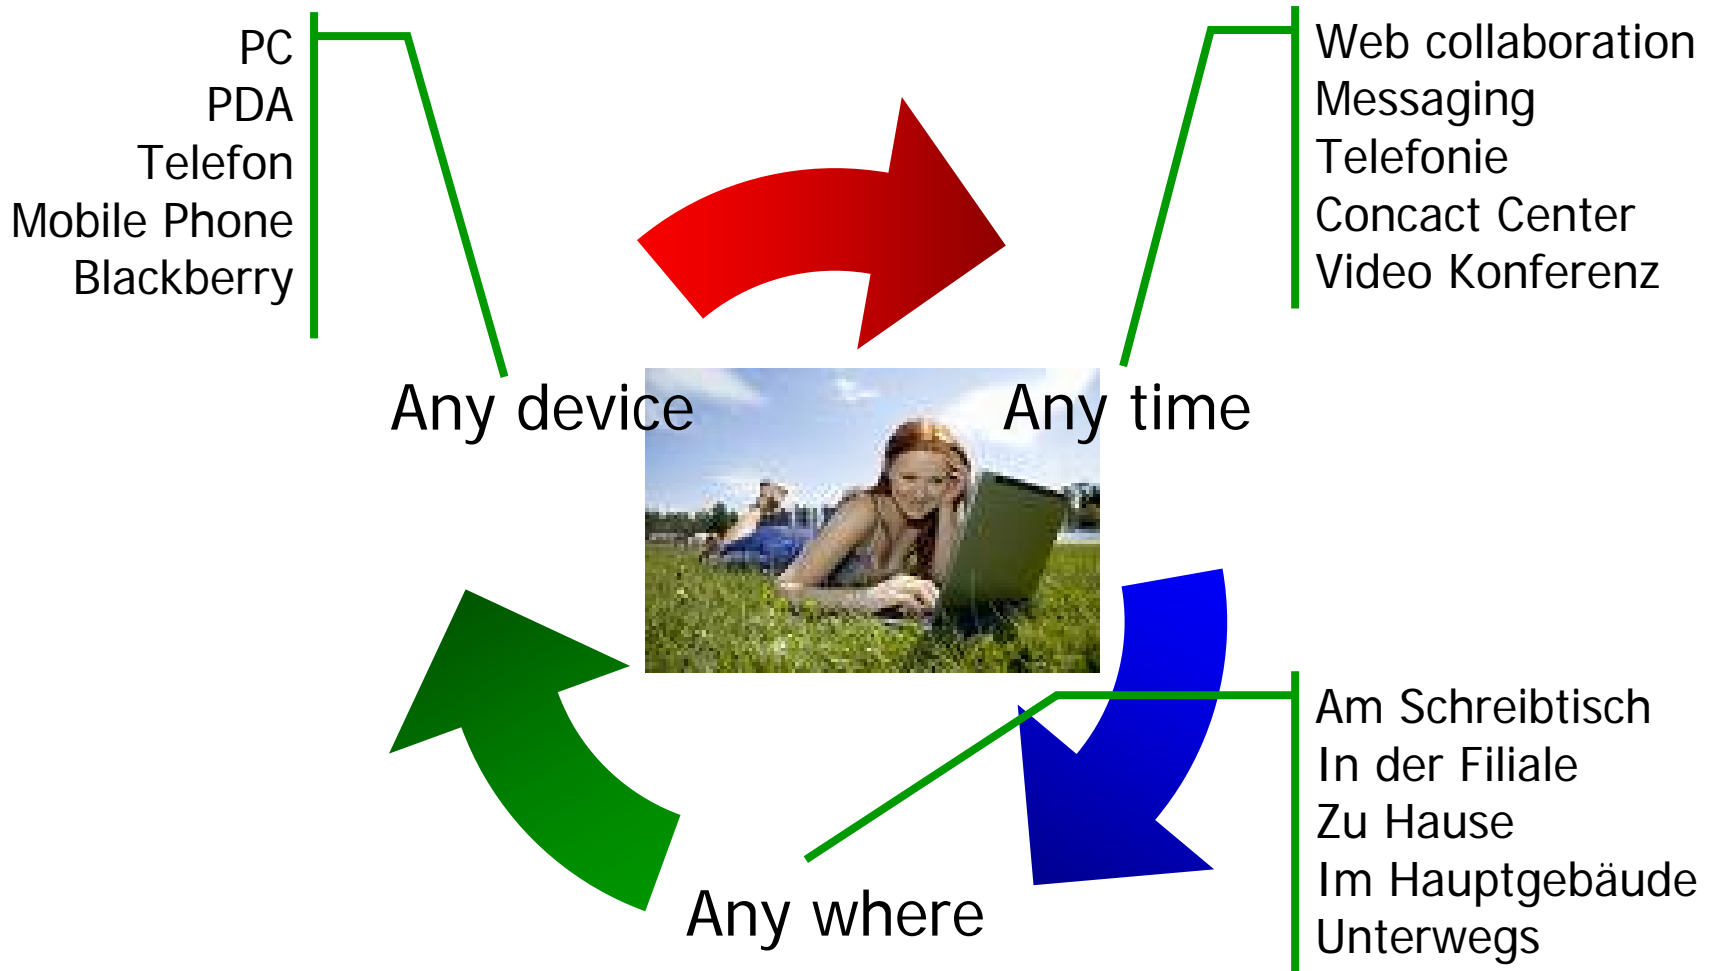 PC
PDA
Telefon
Mobile Phone
Blackberry
Web collaboration
Messaging
Telefonie
Concact Center
Video Konferenz
Any device
Any time
Am Schreibtisch
In der Filiale
Zu Hause
Im Hauptgebäude
Unterwegs
Any where